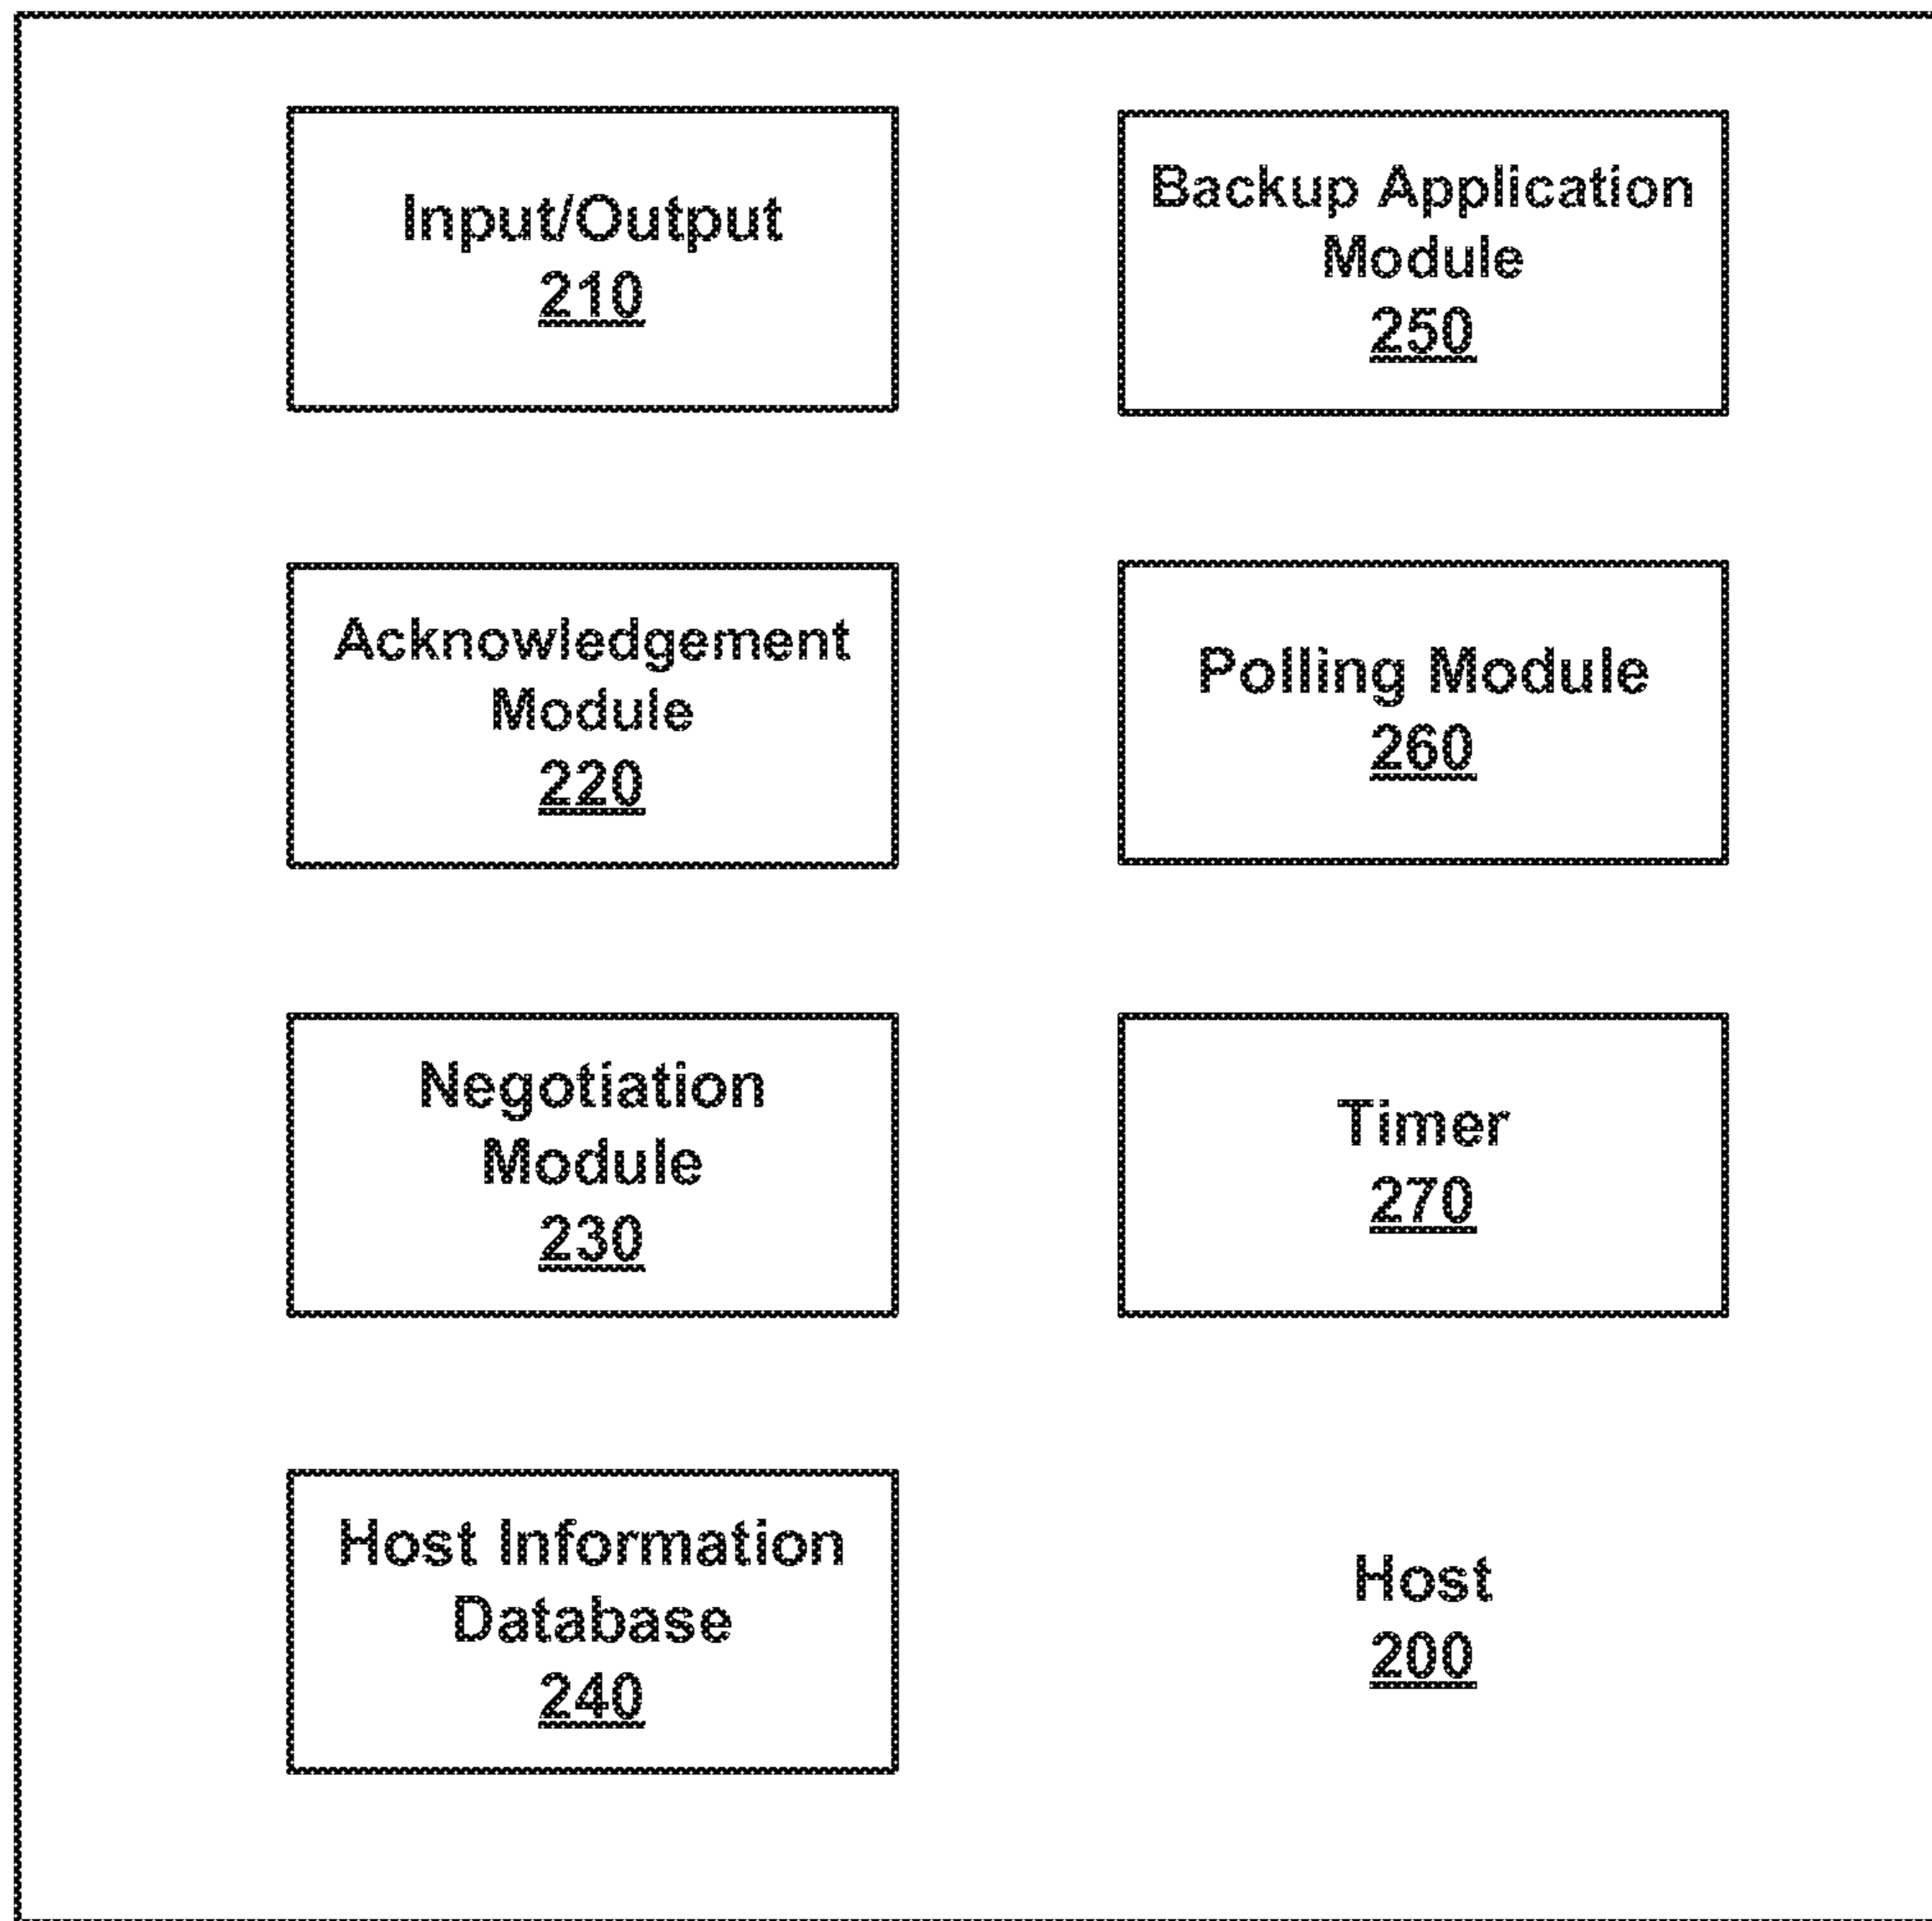 Input/Output
210
Backup Application
Module
250
Acknowledgement
Module
220
Polling Module
260
Negotiation
Module
230
Timer
270
Host Information
Database
240
Host
200